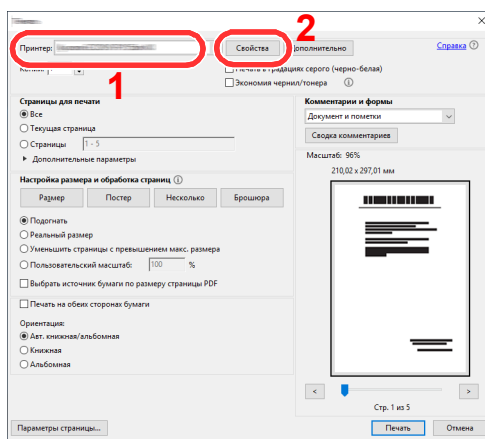 2
Принтер:
Свойства
Дополнительно
Справка
1
Печать в градациях серого (черно-белая)
Экономия чернил/тонера
Страницы для печати
Все
Текущая страница
Страницы 1 - 5
Дополнительные параметры
Настройка размера и обработка страниц
Размер Постер Несколько Брошюра
Подогнать
Реальный размер
Уменьшить страницы с превышением макс. размера
Пользовательский масштаб: 100 %
Выбрать источник бумаги по размеру страницы PDF
Печать на обеих сторонах бумаги
Ориентация:
Авт. книжная/альбомная
Книжная
Альбомная
Комментарии и формы
Документ и пометки
Сводка комментариев
Масштаб: 96%
210,02 x 297,01 мм
< >
Стр. 1 из 5
Параметры страницы... Печать Отмена